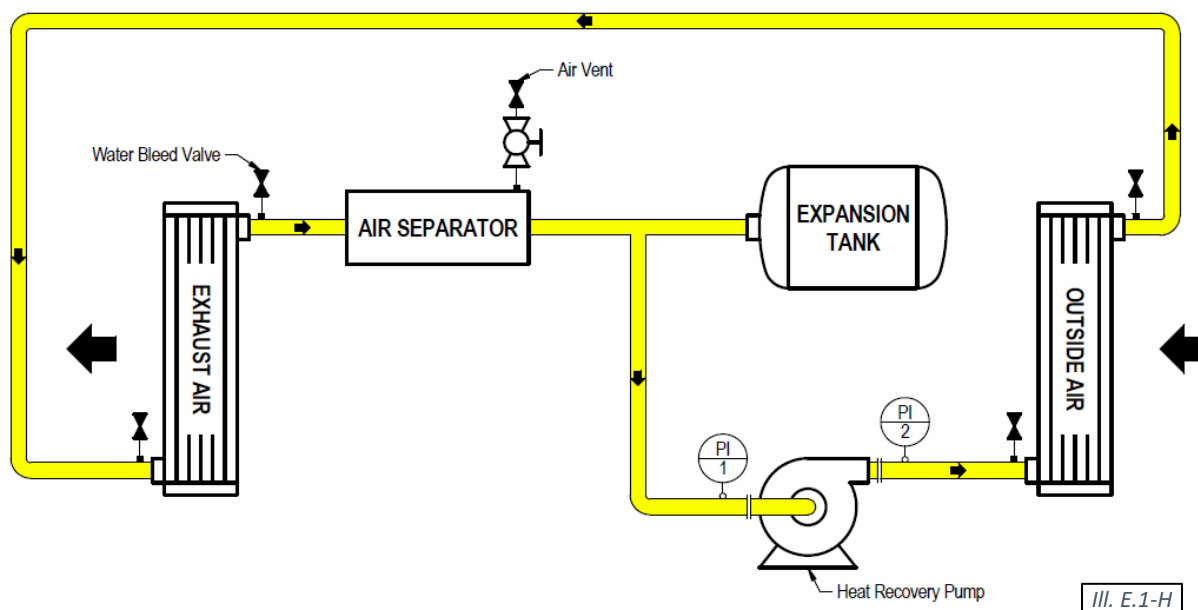 Air Vent
Water Bleed Valve
AIR SEPARATOR
EXPANSION
TANK
EXHAUST AIR
OUTSIDE AIR
PI
1
PI
2
Heat Recovery Pump
Ill. E.1-H